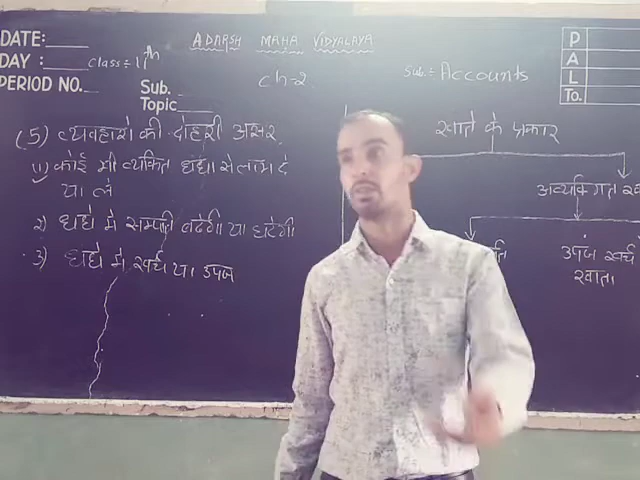 DATE:
DAY :
PERIOD NO.
Class÷ 11th
Sub.
Topic
ADARSH MAHA VIDYALAYA
Ch-2
Sub÷ Accounts
P
A
L
To.
(5) व्यवहारो की दोहरी असर
(1) कोई भी व्यकित धंधा से लाभ दे
या ले
2) धंधे मे सम्पती बढेगी या घटेगी
3) धंधे मे खर्च या उपज
खाते के प्रकार
अव्यकिगत
उपज खर्च
खाता